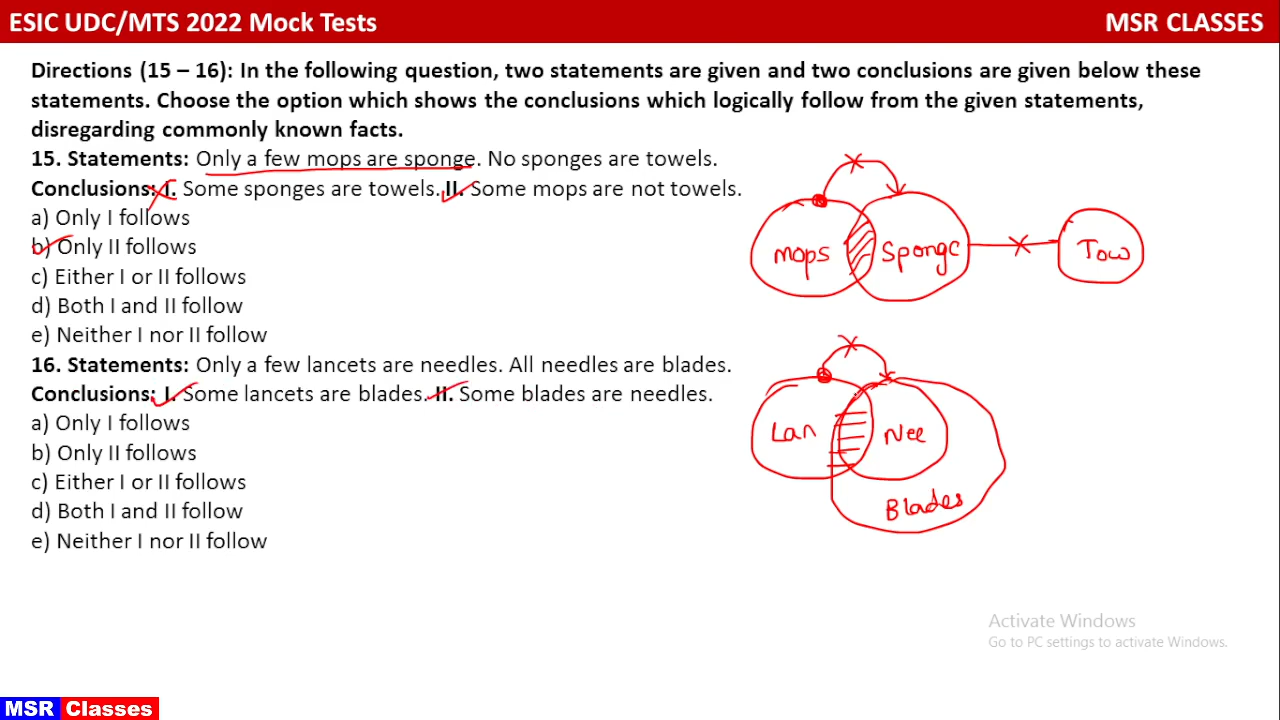 ESIC UDC/MTS 2022 Mock Tests MSR CLASSES
Directions (15 – 16): In the following question, two statements are given and two conclusions are given below these
statements. Choose the option which shows the conclusions which logically follow from the given statements,
disregarding commonly known facts.
15. Statements: Only a few mops are sponge. No sponges are towels.
Conclusions: I. Some sponges are towels. II. Some mops are not towels.
a) Only I follows
b) Only II follows
c) Either I or II follows
d) Both I and II follow
e) Neither I nor II follow
mops Sponge Tow
16. Statements: Only a few lancets are needles. All needles are blades.
Conclusions: I. Some lancets are blades. II. Some blades are needles.
a) Only I follows
b) Only II follows
c) Either I or II follows
d) Both I and II follow
e) Neither I nor II follow
Lan Nee
Blades
Activate Windows
Go to PC settings to activate Windows.
MSR Classes